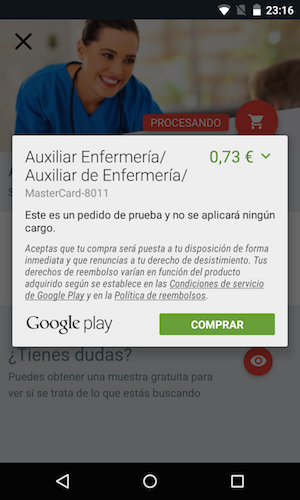 23:16
PROCESANDO
Auxiliar Enfermería/
Auxiliar de Enfermería/
0,73 €
MasterCard-8011
Este es un pedido de prueba y no se aplicará ningún
cargo.
Aceptas que tu compra será puesta a tu disposición de forma
inmediata y que renuncias a tu derecho de desistimiento. Tus
derechos de reembolso varían en función del producto
adquirido según se establece en las Condiciones de servicio
de Google Play y en la Política de reembolsos.
Google play
COMPRAR
¿Tienes dudas?
Puedes obtener una muestra gratuita para
ver si se trata de lo que estás buscando